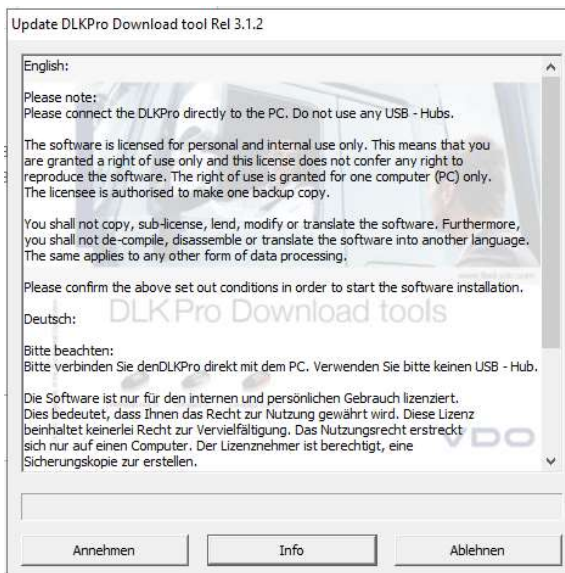 Update DLKPro Download tool Rel 3.1.2
English:
Please note:
Please connect the DLKPro directly to the PC. Do not use any USB - Hubs.
The software is licensed for personal and internal use only. This means that you
are granted a right of use only and this license does not confer any right to
reproduce the software. The right of use is granted for one computer (PC) only.
The licensee is authorised to make one backup copy.
You shall not copy, sub-license, lend, modify or translate the software. Furthermore,
you shall not de-compile, disassemble or translate the software into another language.
The same applies to any other form of data processing.
Please confirm the above set out conditions in order to start the software installation.
DLKPro Download tools
Deutsch:
Bitte beachten:
Bitte verbinden Sie denDLKPro direkt mit dem PC. Verwenden Sie bitte keinen USB - Hub.
Die Software ist nur für den internen und persönlichen Gebrauch lizenziert.
Dies bedeutet, dass Ihnen das Recht zur Nutzung gewährt wird. Diese Lizenz
beinhaltet keinerlei Recht zur Vervielfältigung. Das Nutzungsrecht erstreckt
sich nur auf einen Computer. Der Lizenznehmer ist berechtigt, eine
Sicherungskopie zur erstellen.
VDO
Annehmen
Info
Ablehnen